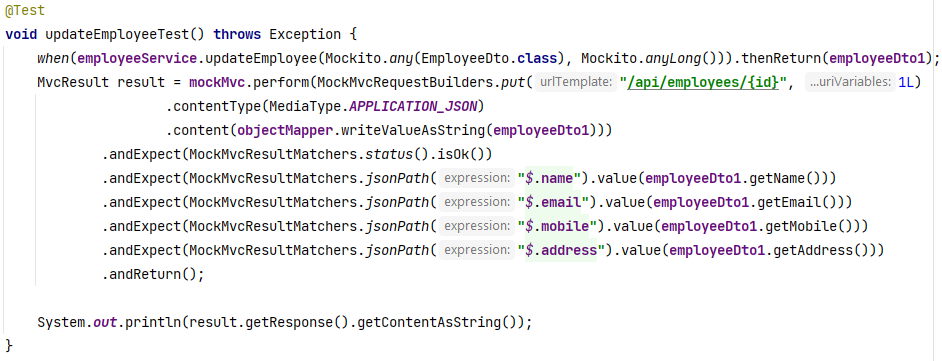 @Test
void updateEmployeeTest() throws Exception {
    when(employeeService.updateEmployee(Mockito.any(EmployeeDto.class), Mockito.anyLong())).thenReturn(employeeDto1);
    MvcResult result = mockMvc.perform(MockMvcRequestBuilders.put( urlTemplate: "/api/employees/{id}", ...uriVariables: 1L)
                    .contentType(MediaType.APPLICATION_JSON)
                    .content(objectMapper.writeValueAsString(employeeDto1)))
            .andExpect(MockMvcResultMatchers.status().isOk())
            .andExpect(MockMvcResultMatchers.jsonPath( expression: "$.name").value(employeeDto1.getName()))
            .andExpect(MockMvcResultMatchers.jsonPath( expression: "$.email").value(employeeDto1.getEmail()))
            .andExpect(MockMvcResultMatchers.jsonPath( expression: "$.mobile").value(employeeDto1.getMobile()))
            .andExpect(MockMvcResultMatchers.jsonPath( expression: "$.address").value(employeeDto1.getAddress()))
            .andReturn();

    System.out.println(result.getResponse().getContentAsString());
}